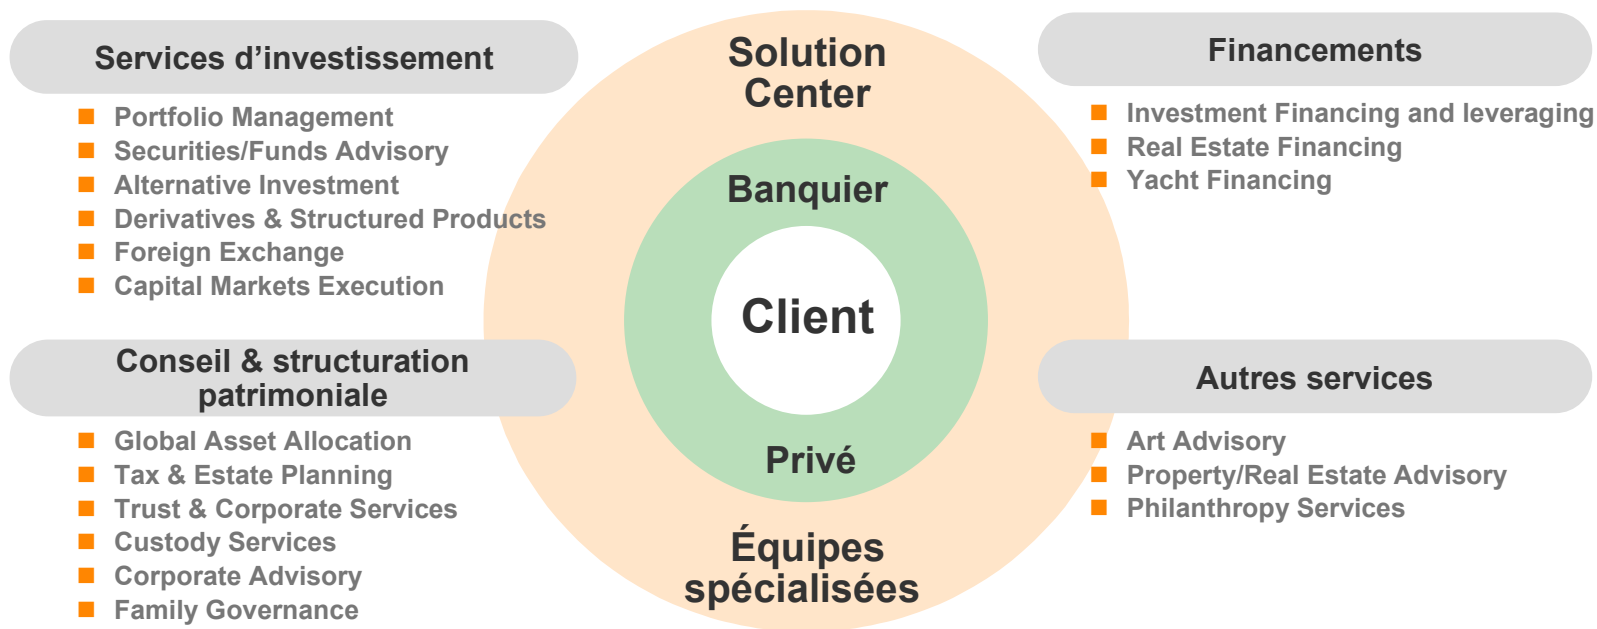 Services d’investissement
Portfolio Management
Securities/Funds Advisory
Alternative Investment
Derivatives & Structured Products
Foreign Exchange
Capital Markets Execution
Conseil & structuration
patrimoniale
Global Asset Allocation
Tax & Estate Planning
Trust & Corporate Services
Custody Services
Corporate Advisory
Family Governance
Solution
Center
Banquier
Client
Privé
Équipes
spécialisées
Financements
Investment Financing and leveraging
Real Estate Financing
Yacht Financing
Autres services
Art Advisory
Property/Real Estate Advisory
Philanthropy Services